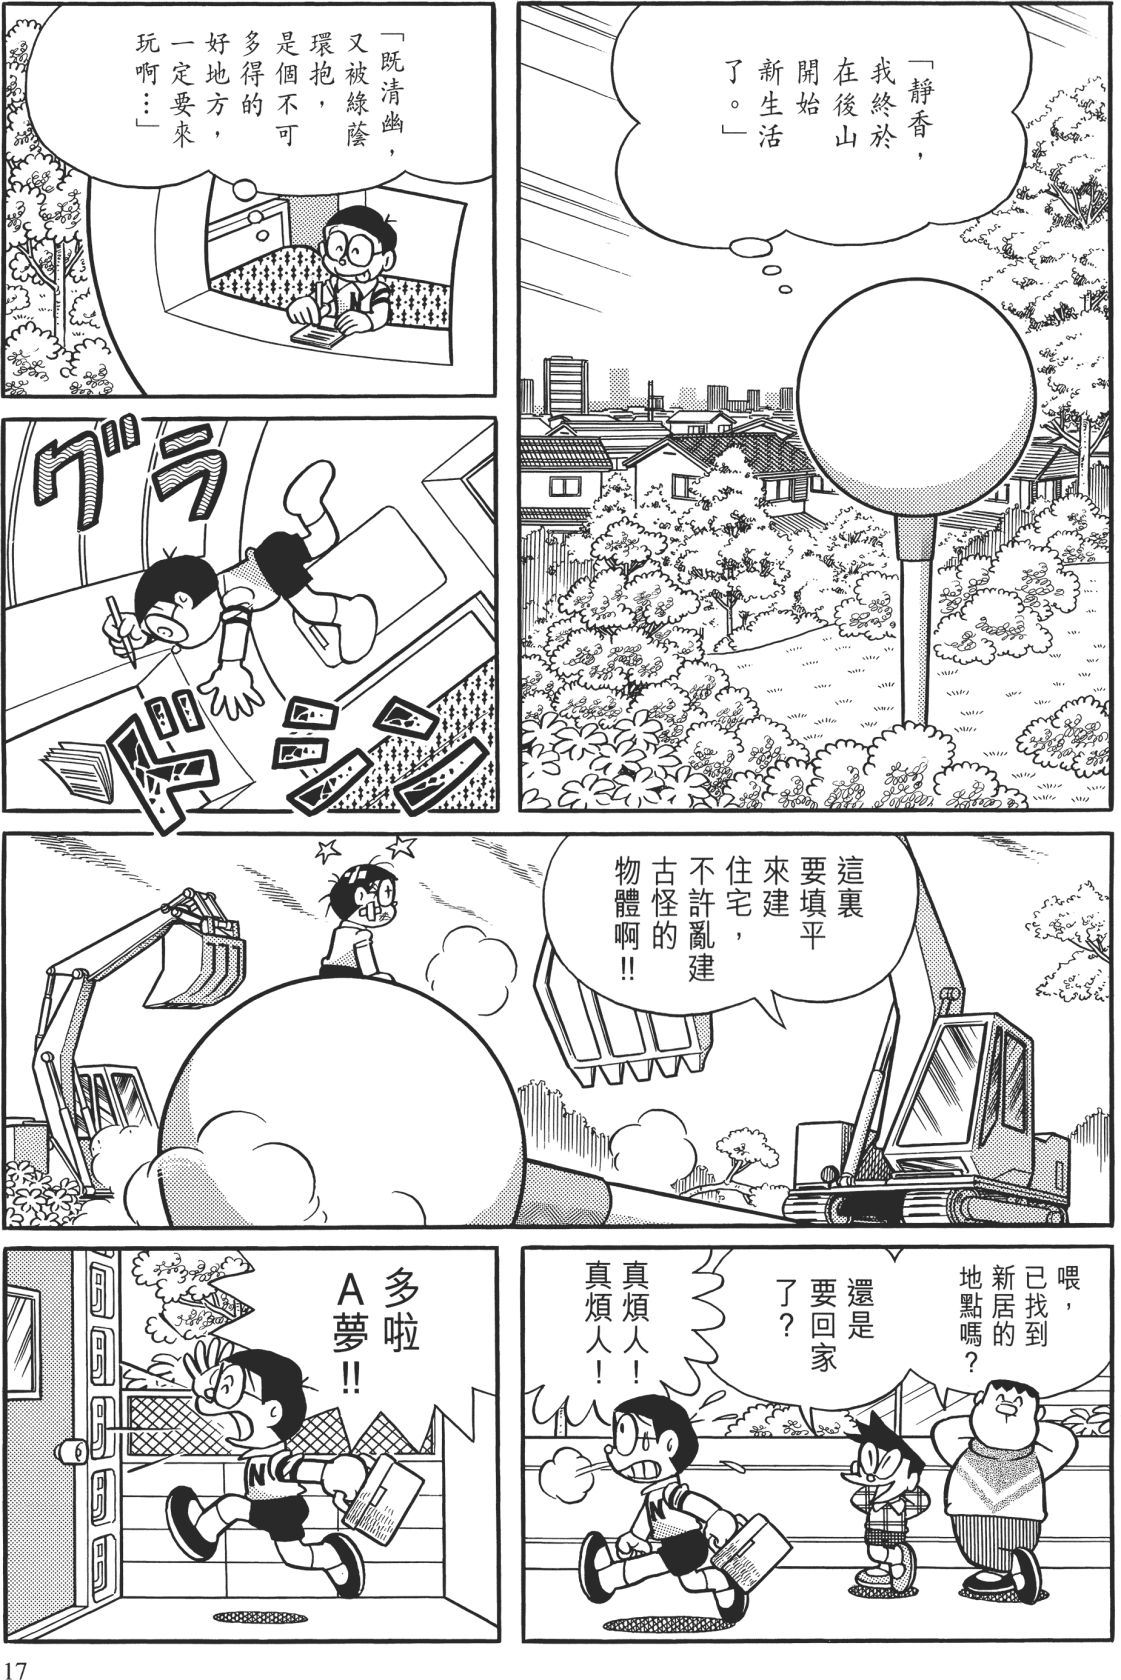 「靜香，
我終於
在後山
開始
新生活
了。」
「既清幽，
又被綠蔭
環抱，
是個不可
多得的
好地方，
一定要來
玩啊…」
グラ
ドシン
這裏
要填平
來建
住宅，
不許亂建
古怪的
物體啊!!
喂，
已找到
新居的
地點嗎？
還是
要回家
了？
真煩人！
真煩人！
多啦
A夢!!
N
N
N
17